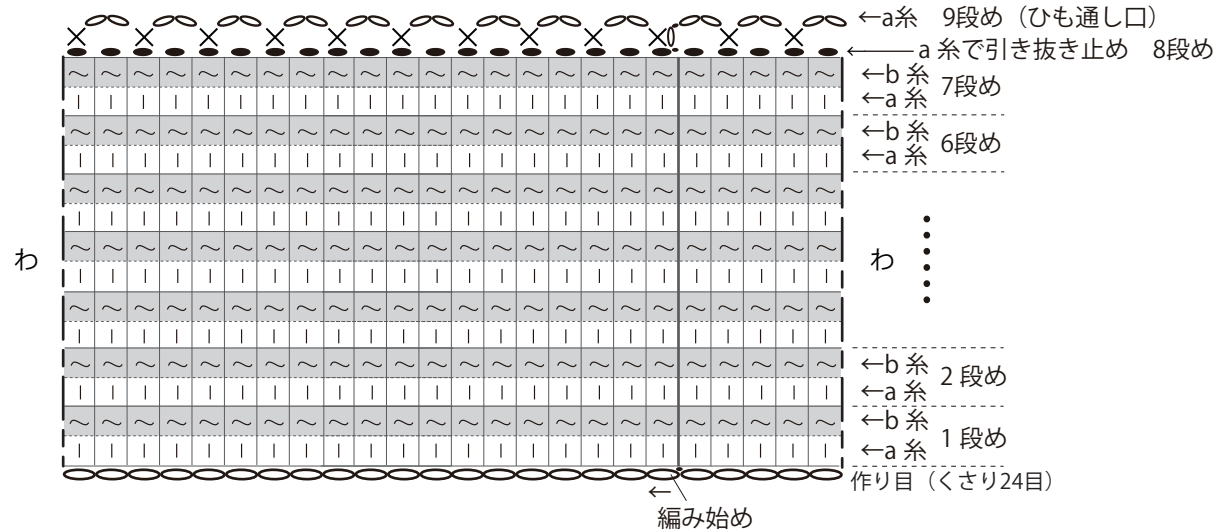 ←a糸 9段め（ひも通し口）
←a 糸で引き抜き止め 8段め
←b 糸
7段め
←a 糸
←b 糸
6段め
←a 糸
わ
わ
←b 糸
2 段め
←a 糸
←b 糸
1 段め
←a 糸
作り目（くさり24目）
←
編み始め